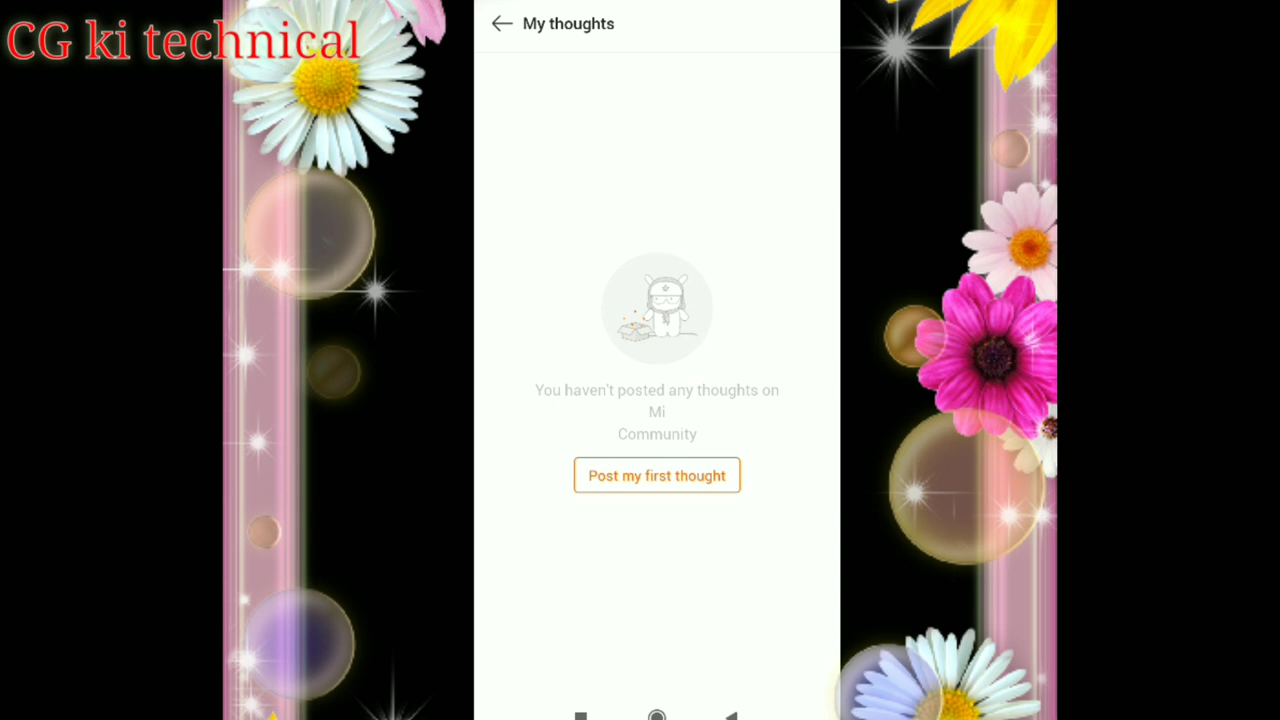 CG ki technical
My thoughts
You haven't posted any thoughts on
Mi
Community
Post my first thought